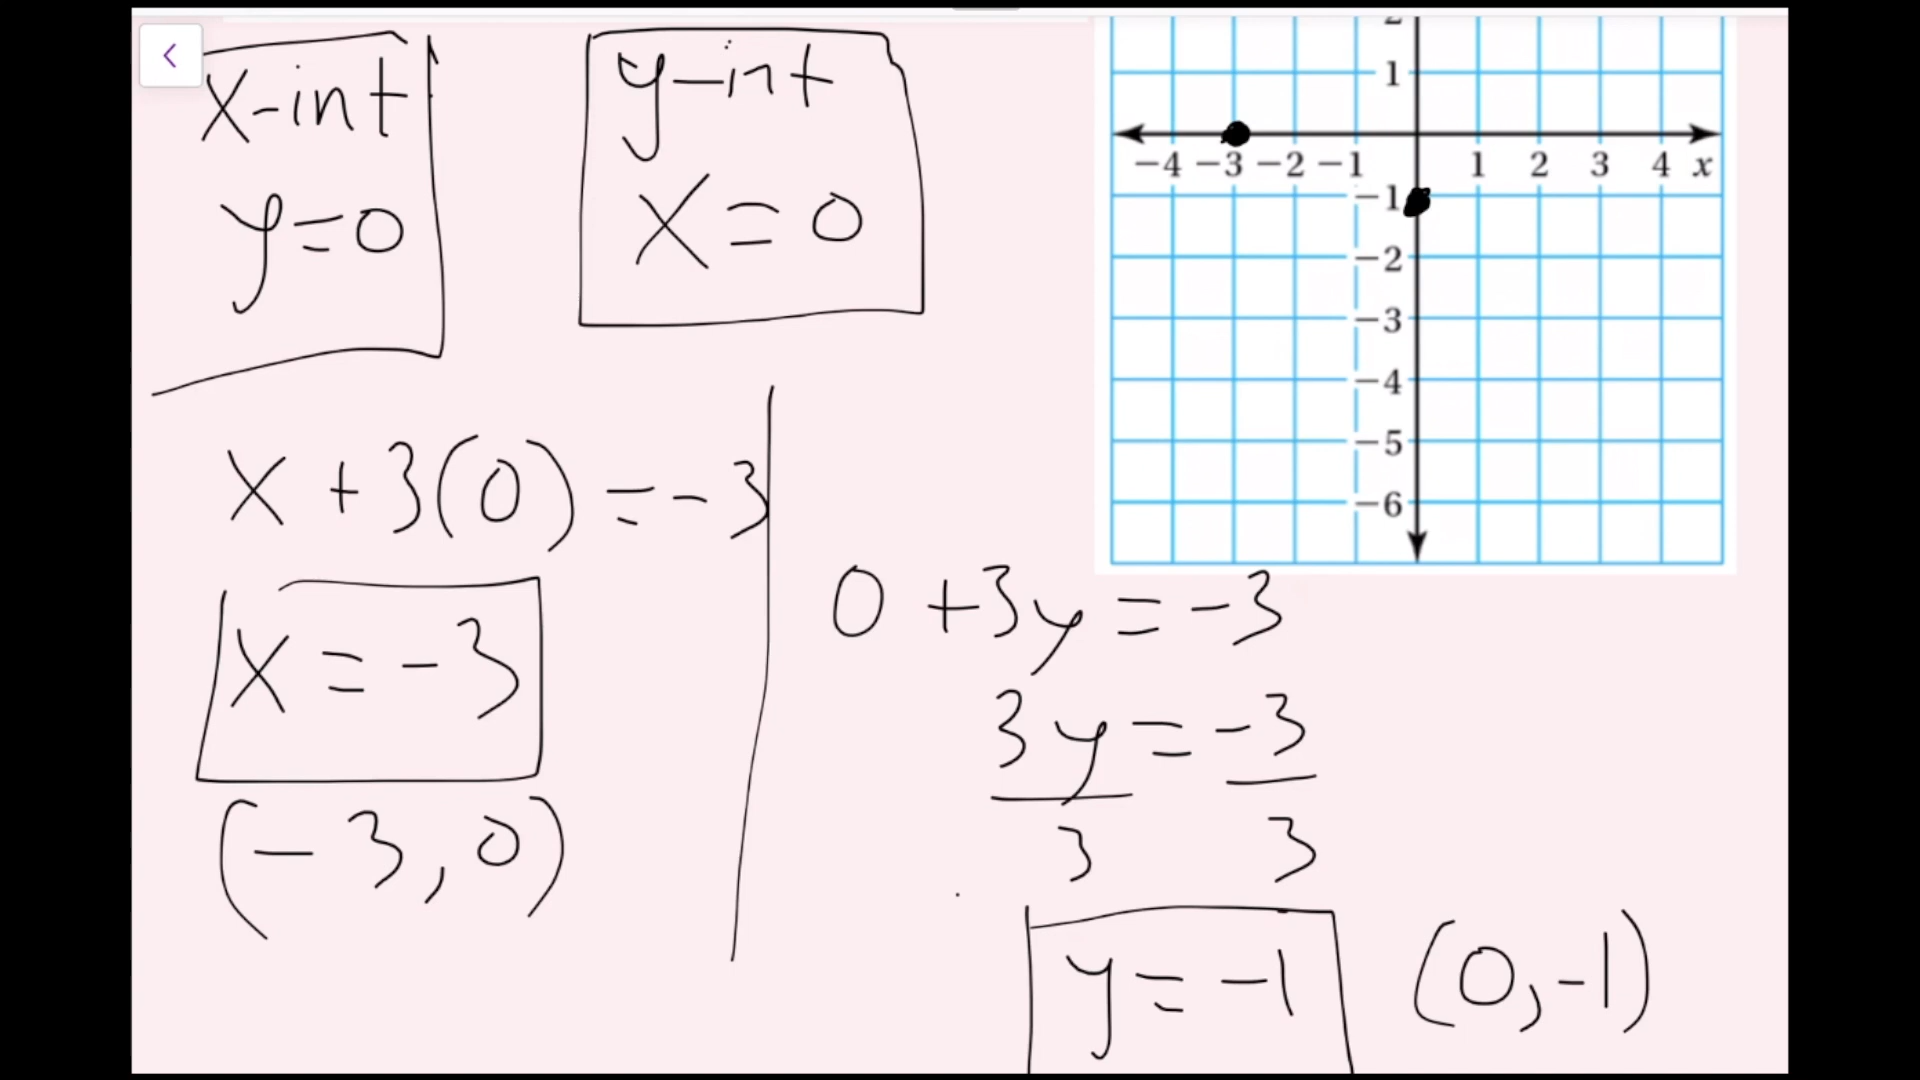 x-int
y=0
y-int
x=0
2
1
-4 -3 -2 -1 1 2 3 4 x
-1
-2
-3
-4
-5
-6
x + 3(0) = -3
x = -3
(-3,0)
0 + 3y = -3
3y = -3
3 3
y = -1
(0,-1)